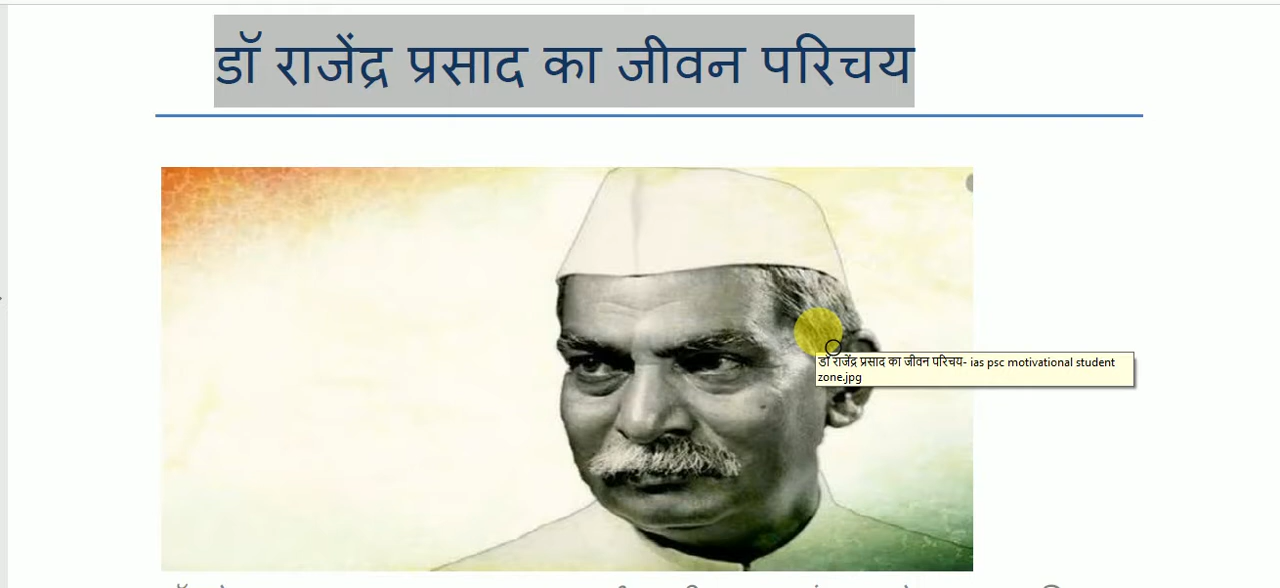 डॉ राजेंद्र प्रसाद का जीवन परिचय
डॉ राजेंद्र प्रसाद का जीवन परिचय- ias psc motivational student
zone.jpg